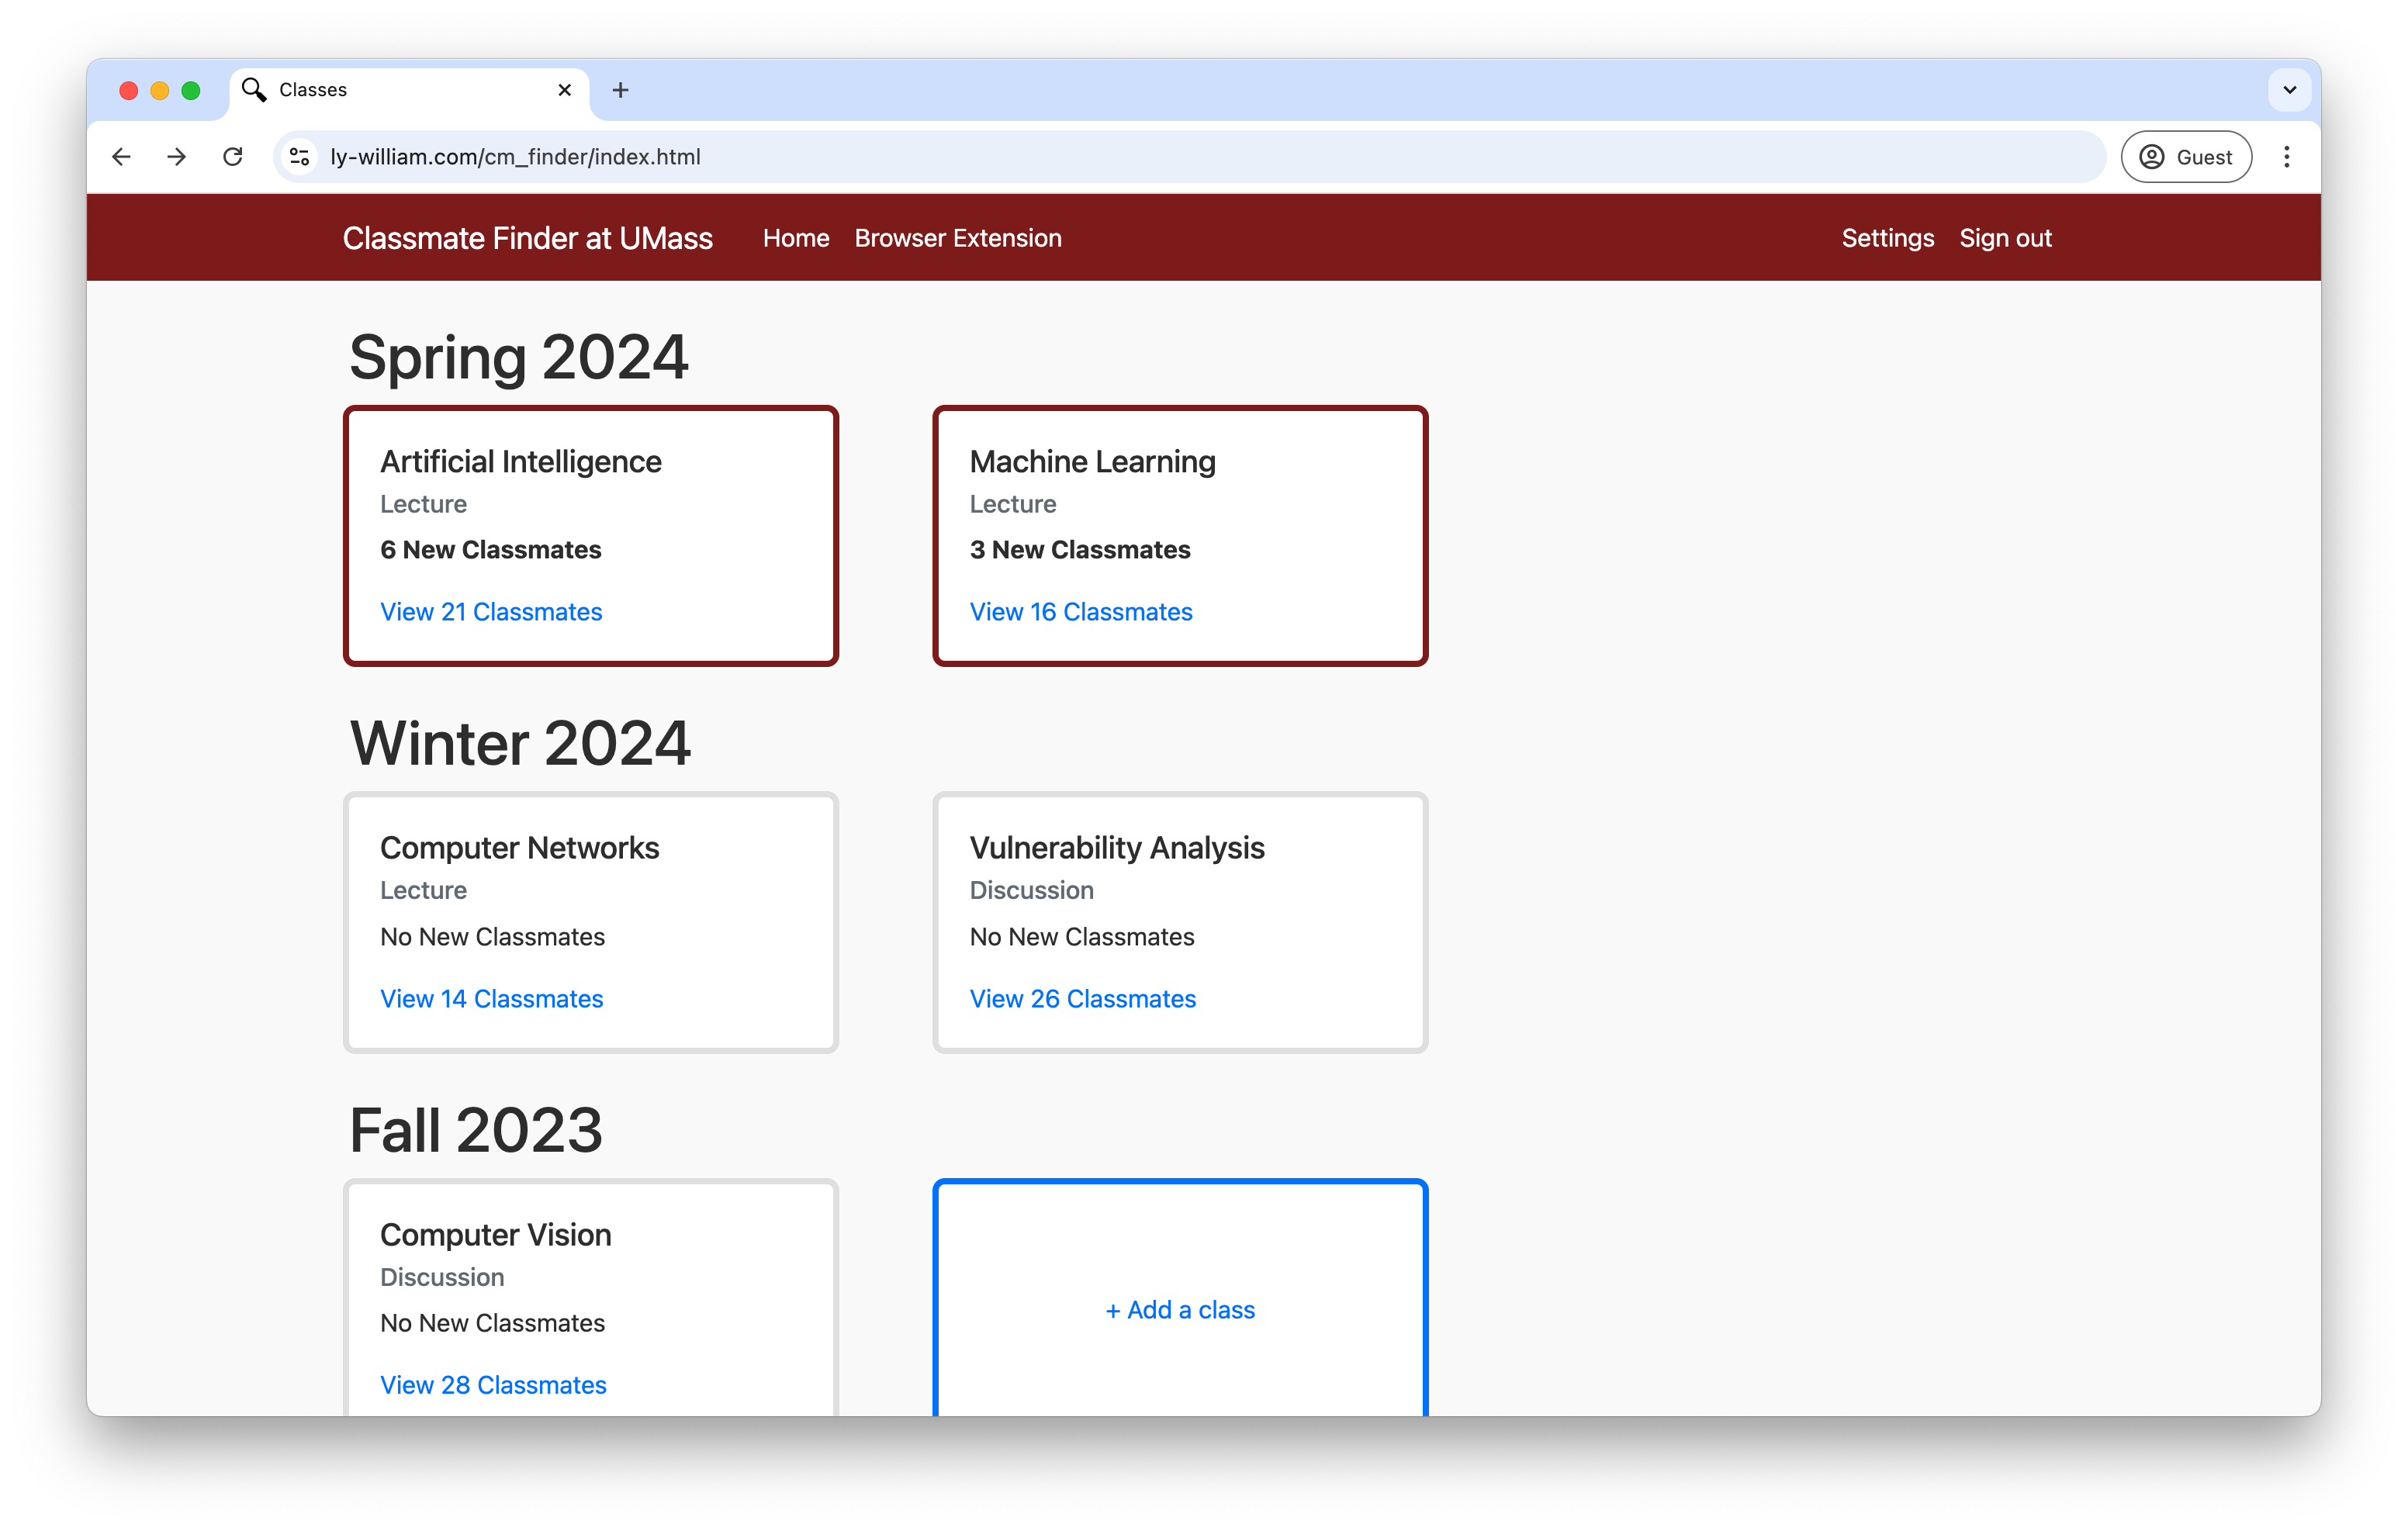 Classes
ly-william.com/cm_finder/index.html
Guest
Classmate Finder at UMass Home Browser Extension Settings Sign out
Spring 2024
Artificial Intelligence
Lecture
6 New Classmates
View 21 Classmates
Machine Learning
Lecture
3 New Classmates
View 16 Classmates
Winter 2024
Computer Networks
Lecture
No New Classmates
View 14 Classmates
Vulnerability Analysis
Discussion
No New Classmates
View 26 Classmates
Fall 2023
Computer Vision
Discussion
No New Classmates
View 28 Classmates
+ Add a class